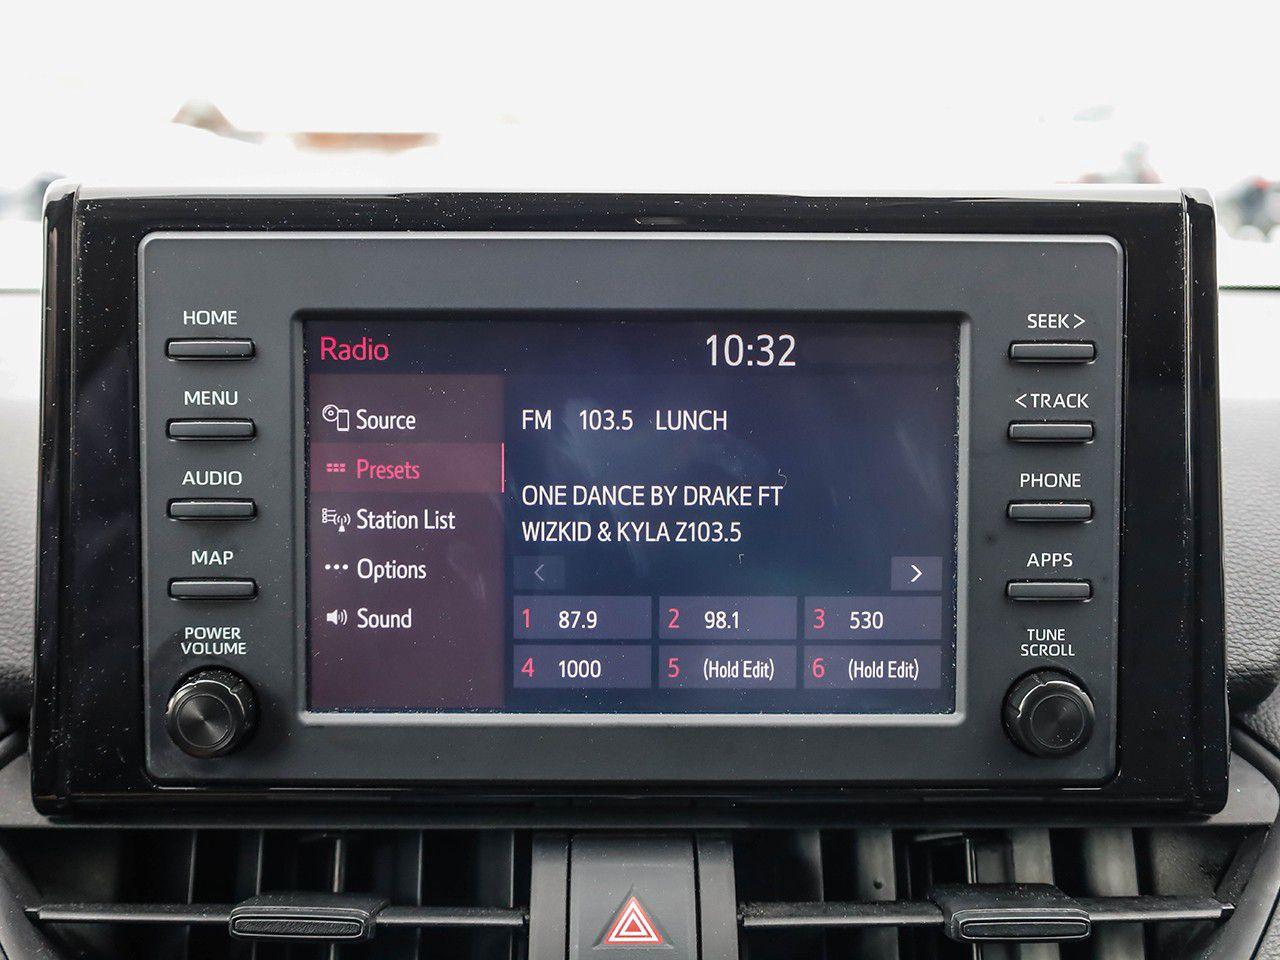 HOME
MENU
AUDIO
MAP
POWER
VOLUME
Radio
10:32
Source
Presets
Station List
Options
Sound
FM 103.5 LUNCH
ONE DANCE BY DRAKE FT
WIZKID & KYLA Z103.5
< >
1 87.9 2 98.1 3 530
4 1000 5 (Hold Edit) 6 (Hold Edit)
SEEK >
< TRACK
PHONE
APPS
TUNE
SCROLL